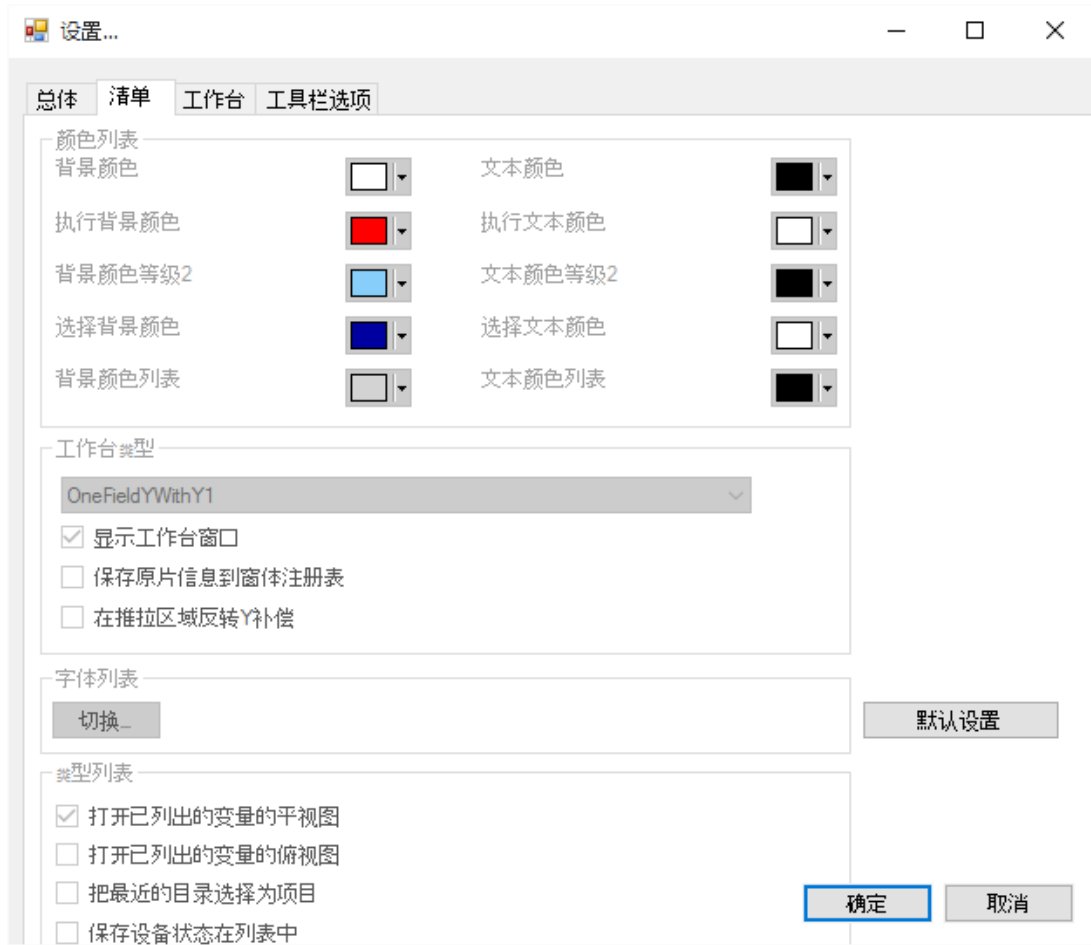 设置...
总体 清单 工作台 工具栏选项
颜色列表
背景颜色 文本颜色
执行背景颜色 执行文本颜色
背景颜色等级2 文本颜色等级2
选择背景颜色 选择文本颜色
背景颜色列表 文本颜色列表
工作台类型
OneFieldYWithY1
显示工作台窗口
保存原片信息到窗体注册表
在推拉区域反转Y补偿
字体列表
切换... 默认设置
类型列表
打开已列出的变量的平视图
打开已列出的变量的俯视图
把最近的目录选择为项目
确定 取消
保存设备状态在列表中